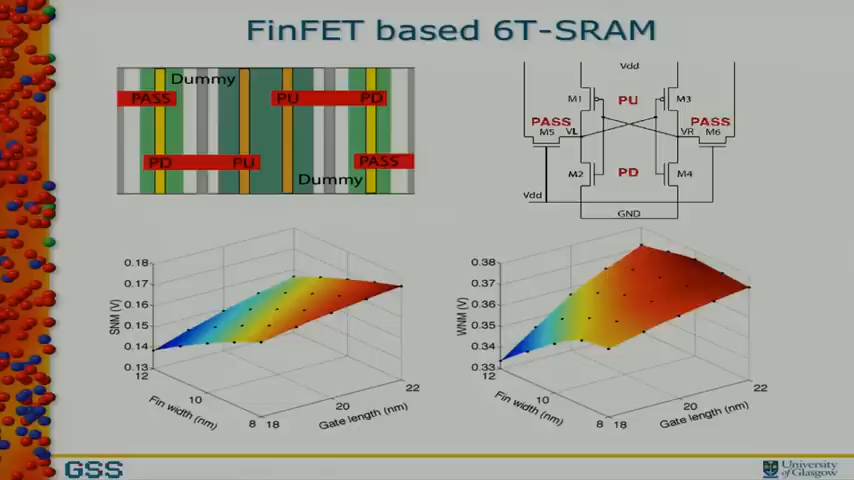 FinFET based 6T-SRAM
Dummy
PASS
PU
PD
PD
PU
PASS
Dummy
Vdd
M1
PU
M3
PASS
PASS
M5
VL
VR
M6
M2
PD
M4
Vdd
GND
0.18
0.17
0.16
0.15
0.14
0.13
SNM (V)
12
10
8
Fin width (nm)
18
20
22
Gate length (nm)
0.38
0.37
0.36
0.35
0.34
0.33
WNM (V)
12
10
8
Fin width (nm)
18
20
22
Gate length (nm)
GSS
University
of Glasgow